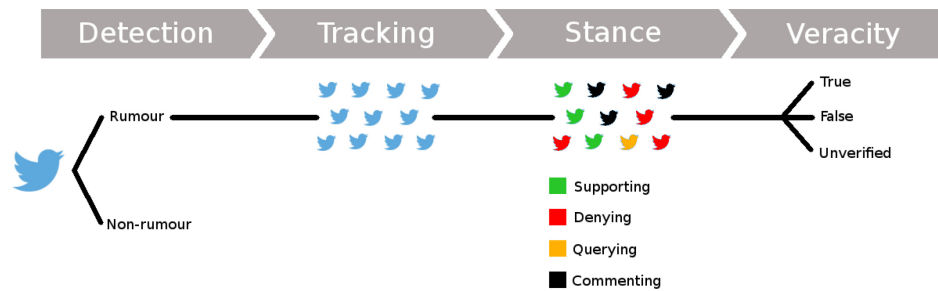 Detection
Tracking
Stance
Veracity
Rumour
Non-rumour
True
False
Unverified
Supporting
Denying
Querying
Commenting